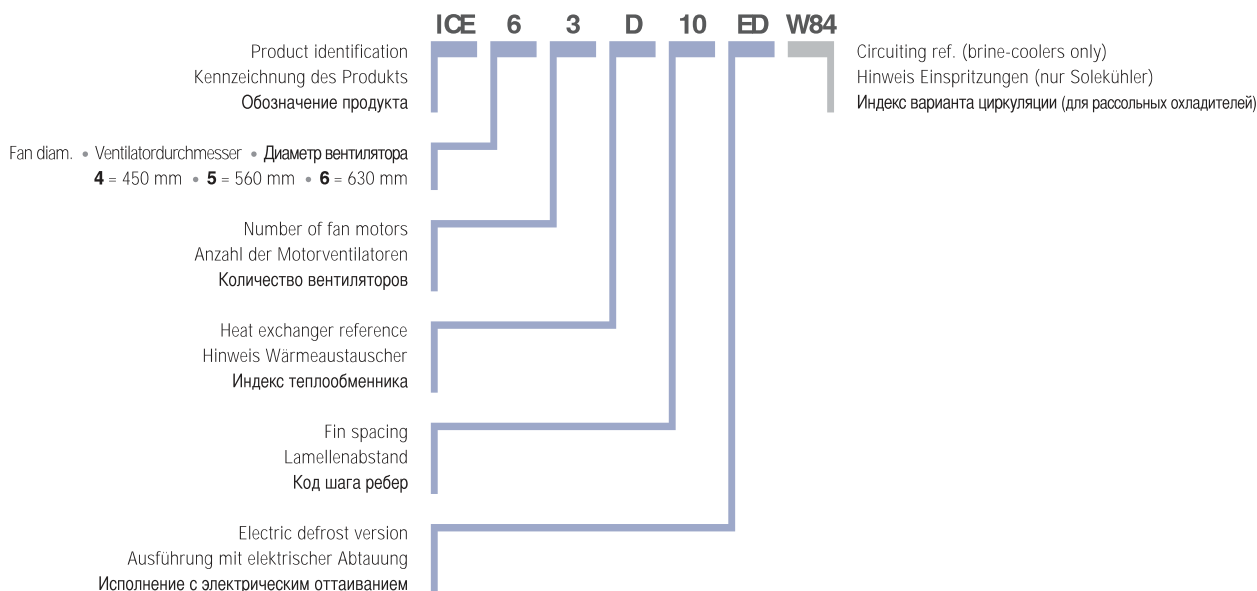 ICE 6 3 D 10 ED W84
Product identification
Kennzeichnung des Produkts
Обозначение продукта
Circuiting ref. (brine-coolers only)
Hinweis Einspritzungen (nur Solekühler)
Индекс варианта циркуляции (для рассольных охладителей)
Fan diam. • Ventilatordurchmesser • Диаметр вентилятора
4 = 450 mm • 5 = 560 mm • 6 = 630 mm
Number of fan motors
Anzahl der Motorventilatoren
Количество вентиляторов
Heat exchanger reference
Hinweis Wärmeaustauscher
Индекс теплообменника
Fin spacing
Lamellenabstand
Код шага ребер
Electric defrost version
Ausführung mit elektrischer Abtauung
Исполнение с электрическим оттаиванием